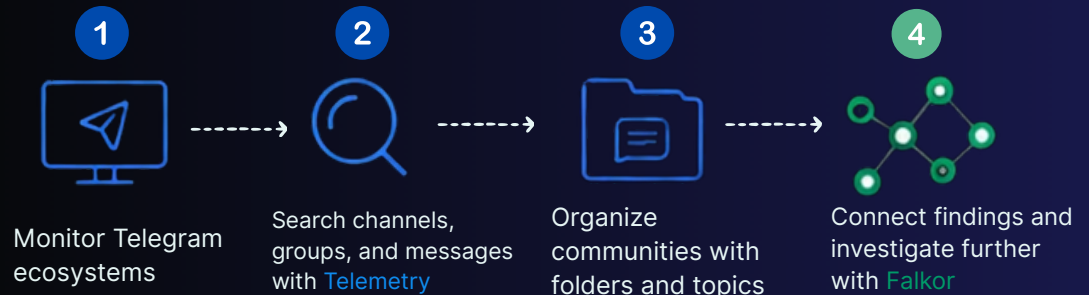 1
2
3
4
Monitor Telegram
ecosystems
Search channels,
groups, and messages
with Telemetry
Organize
communities with
folders and topics
Connect findings and
investigate further
with Falkor